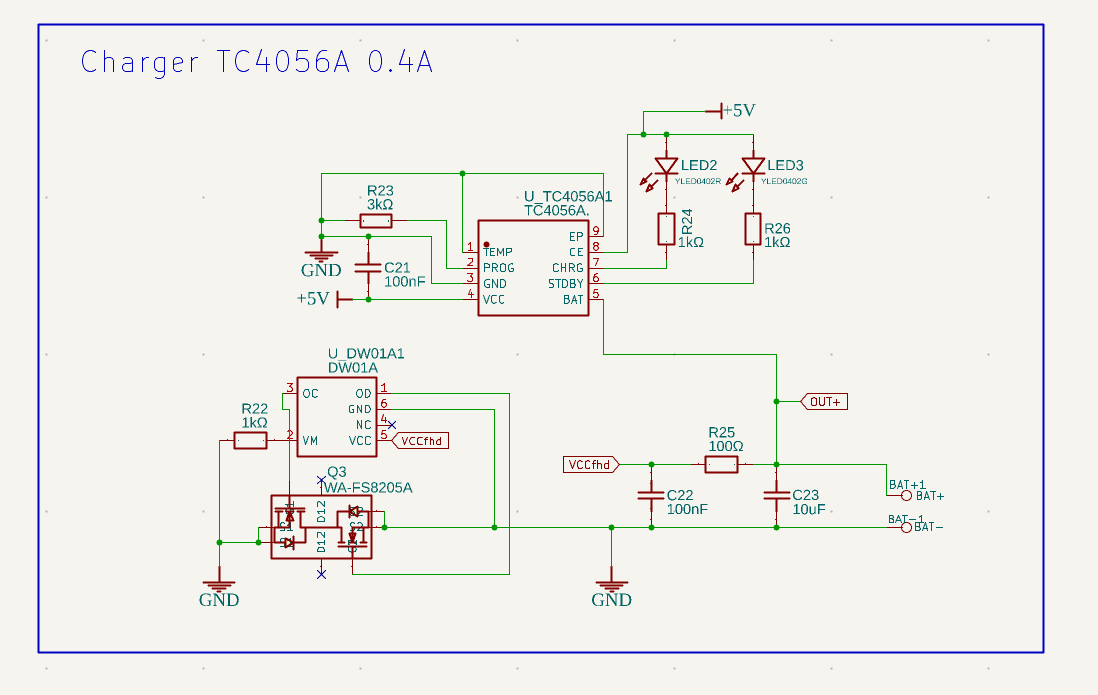 Charger TC4056A 0.4A
+5V
LED2
YLED0402R
LED3
YLED0402G
R23
3kΩ
U_TC4056A1
TC4056A.
R24
1kΩ
R26
1kΩ
EP 9
1 TEMP CE 8
2 PROG CHRG 7
3 GND STDBY 6
4 VCC BAT 5
GND
C21
100nF
+5V
U_DW01A1
DW01A
3 OC OD 1
GND 6
NC 4
2 VM VCC 5
R22
1kΩ
VCCfhd
OUT+
R25
100Ω
VCCfhd
Q3
WA-FS8205A
D12
S1
S2
D12
C22
100nF
C23
10uF
BAT+1
BAT+
BAT-1
BAT-
GND
GND